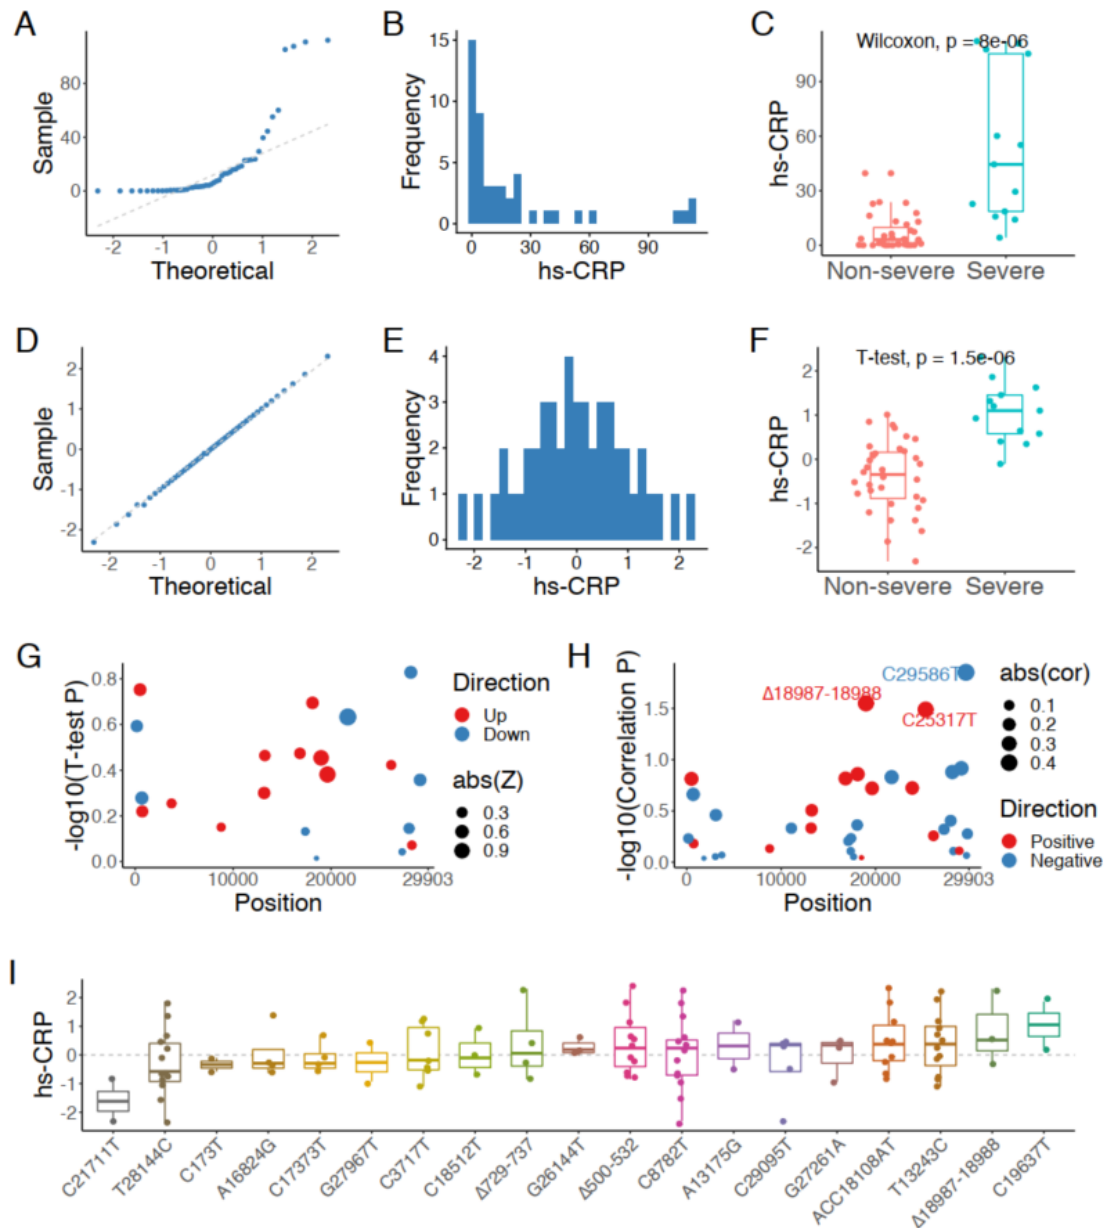 A
Sample
80
40
0
-2 -1 0 1 2
Theoretical
B
Frequency
15
10
5
0
0 30 60 90
hs-CRP
C
Wilcoxon, p = 8e-06
hs-CRP
90
60
30
0
Non-severe Severe
D
Sample
2
1
0
-1
-2
-2 -1 0 1 2
Theoretical
E
Frequency
4
3
2
1
0
-2 -1 0 1 2
hs-CRP
F
T-test, p = 1.5e-06
hs-CRP
2
1
0
-1
-2
Non-severe Severe
G
-log10(T-test P)
0.8
0.6
0.4
0.2
0.0
0 10000 20000 29903
Position
Direction
Up
Down
abs(Z)
0.3
0.6
0.9
H
-log10(Correlation P)
1.5
1.0
0.5
0.0
C29586T
Δ18987-18988
C25317T
0 10000 20000 29903
Position
abs(cor)
0.1
0.2
0.3
0.4
Direction
Positive
Negative
I
hs-CRP
2
1
0
-1
-2
C21711T
T28144C
C173T
A16824G
C17373T
G27967T
C3717T
C18512T
Δ729-737
G26144T
Δ500-532
C8782T
A13175G
C29095T
G27261A
ACC18108AT
T13243C
Δ18987-18988
C19637T